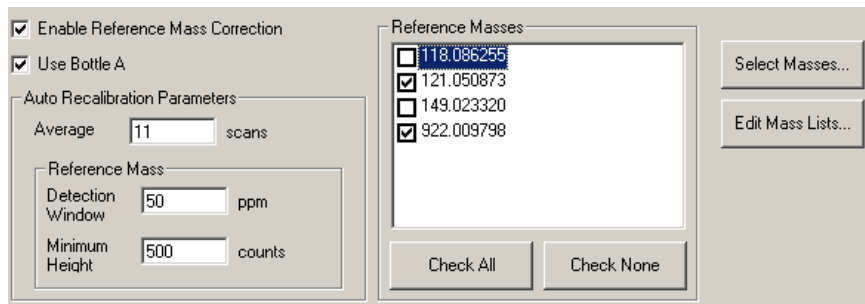 Enable Reference Mass Correction
Use Bottle A
Auto Recalibration Parameters
Average 11 scans
Reference Mass
Detection Window 50 ppm
Minimum Height 500 counts
Reference Masses
118.086255
121.050873
149.023320
922.009798
Check All Check None
Select Masses...
Edit Mass Lists...